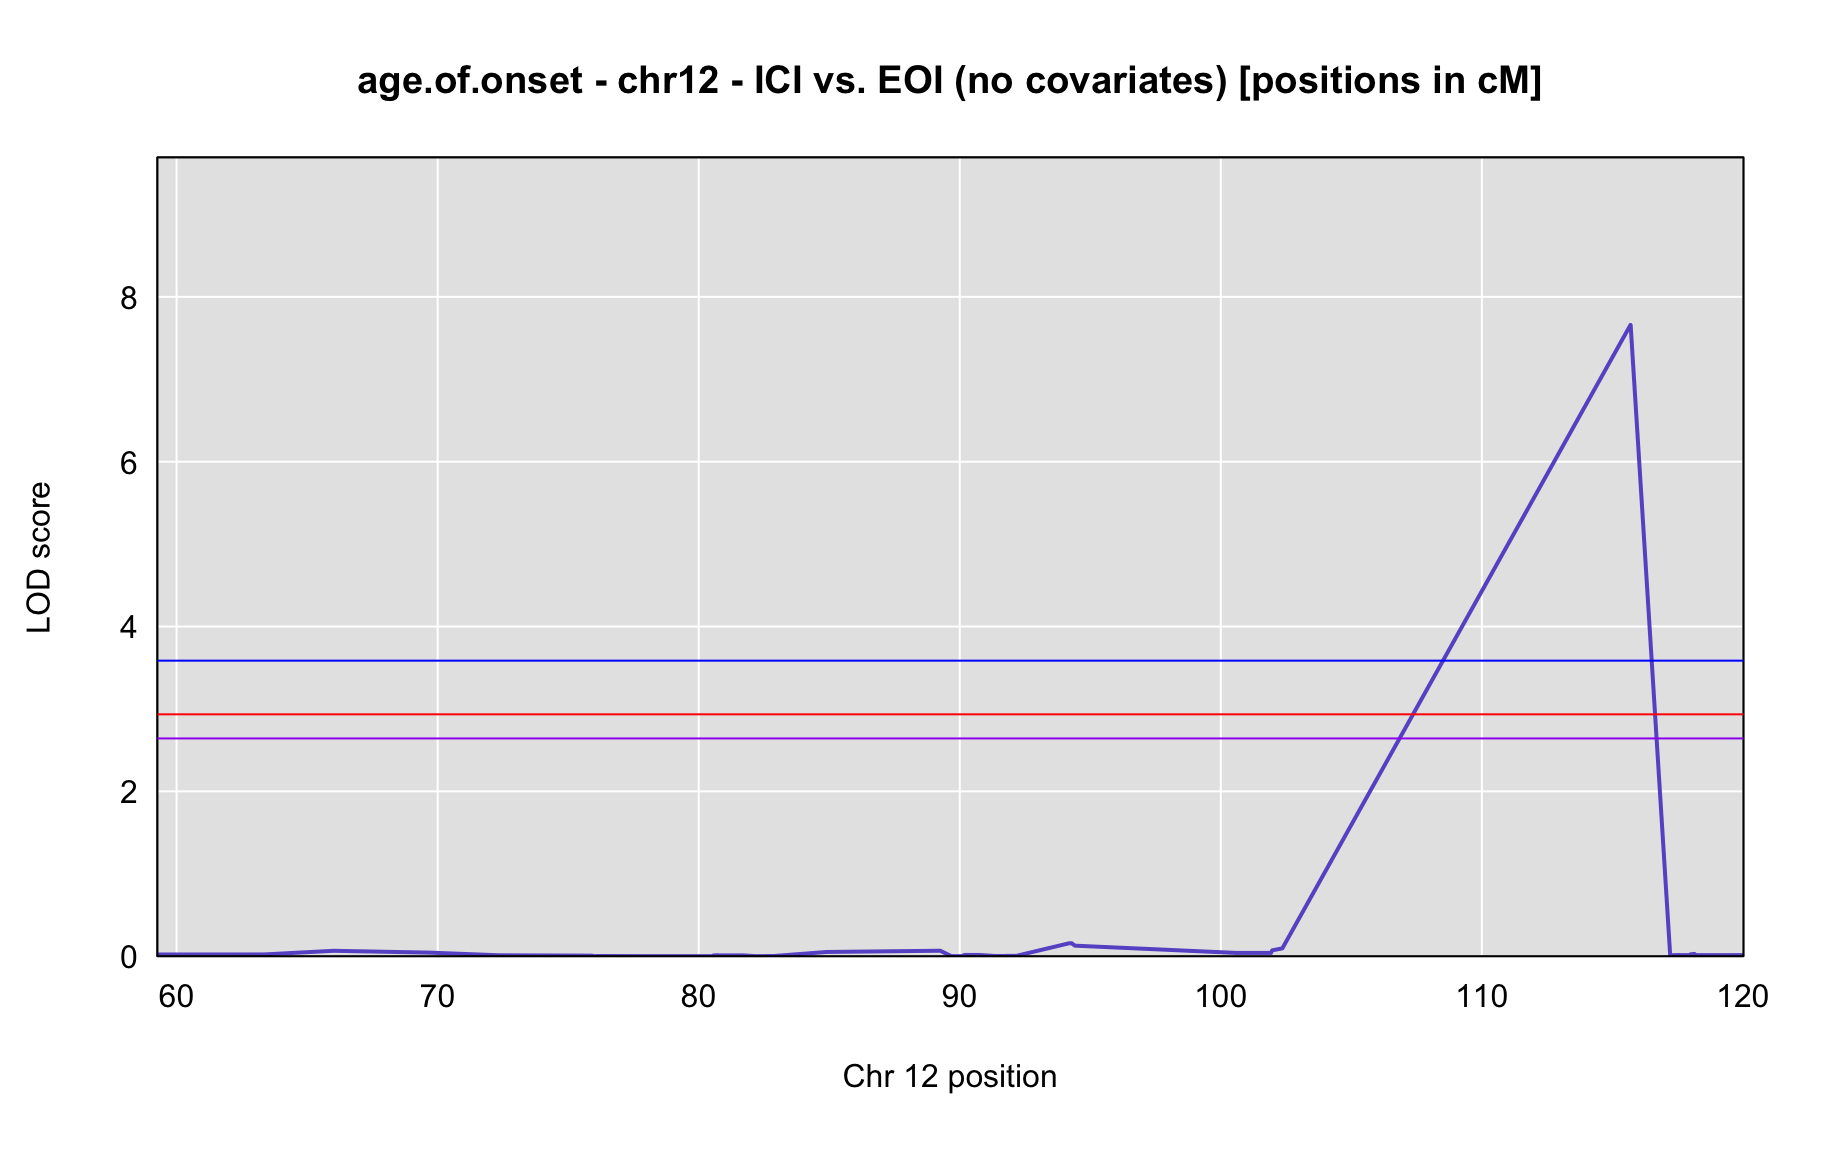 age.of.onset - chr12 - ICI vs. EOI (no covariates) [positions in cM]
8
6
4
2
0
LOD score
60 70 80 90 100 110 120
Chr 12 position